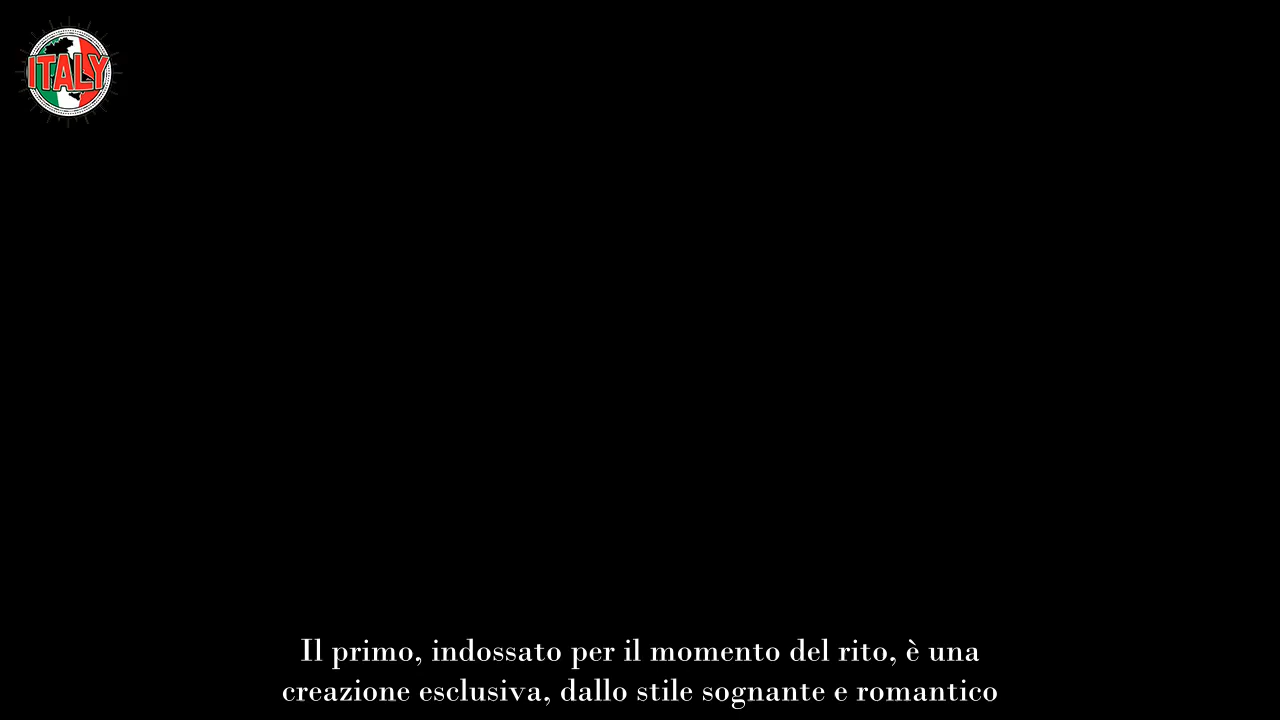 ITALY
Il primo, indossato per il momento del rito, è una
creazione esclusiva, dallo stile sognante e romantico